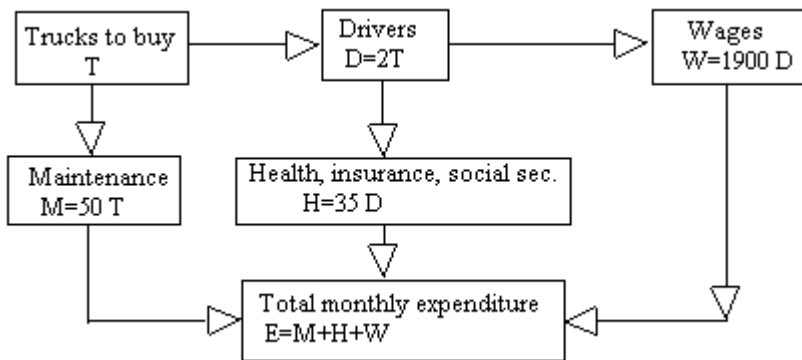 Trucks to buy
T
Drivers
D=2T
Wages
W=1900 D
Maintenance
M=50 T
Health, insurance, social sec.
H=35 D
Total monthly expenditure
E=M+H+W